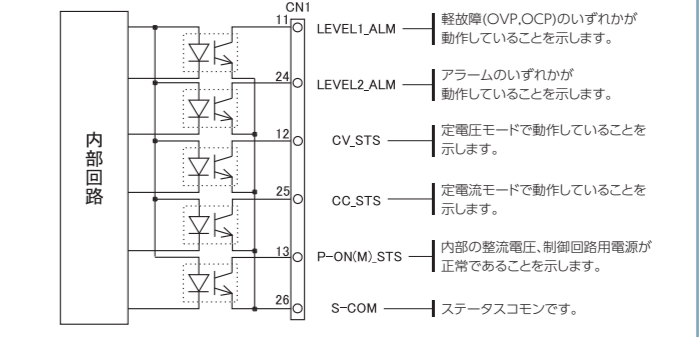 CN1
内部回路
11
LEVEL1_ALM
軽故障(OVP,OCP)のいずれかが
動作していることを示します。
24
LEVEL2_ALM
アラームのいずれかが
動作していることを示します。
12
CV_STS
定電圧モードで動作していることを
示します。
25
CC_STS
定電流モードで動作していることを
示します。
13
P-ON(M)_STS
内部の整流電圧、制御回路用電源が
正常であることを示します。
26
S-COM
ステータスコモンです。